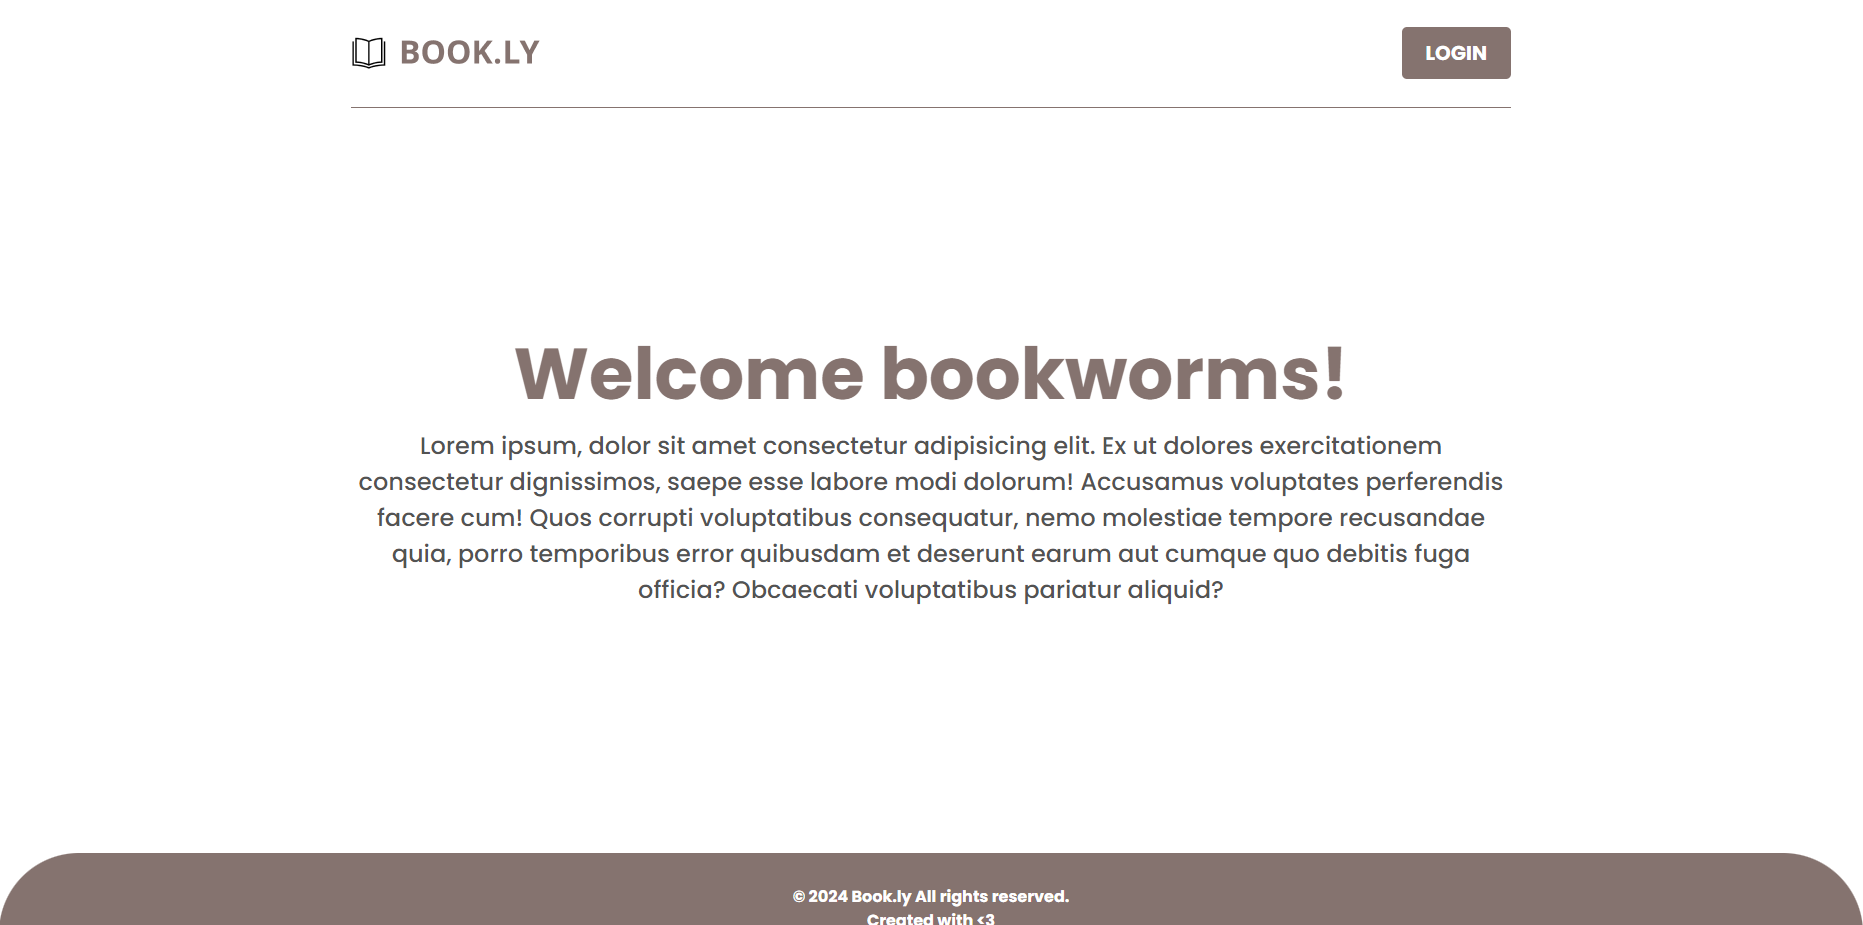 BOOK.LY
LOGIN
Welcome bookworms!
Lorem ipsum, dolor sit amet consectetur adipisicing elit. Ex ut dolores exercitationem
consectetur dignissimos, saepe esse labore modi dolorum! Accusamus voluptates perferendis
facere cum! Quos corrupti voluptatibus consequatur, nemo molestiae tempore recusandae
quia, porro temporibus error quibusdam et deserunt earum aut cumque quo debitis fuga
officia? Obcaecati voluptatibus pariatur aliquid?
© 2024 Book.ly All rights reserved.
Created with <3